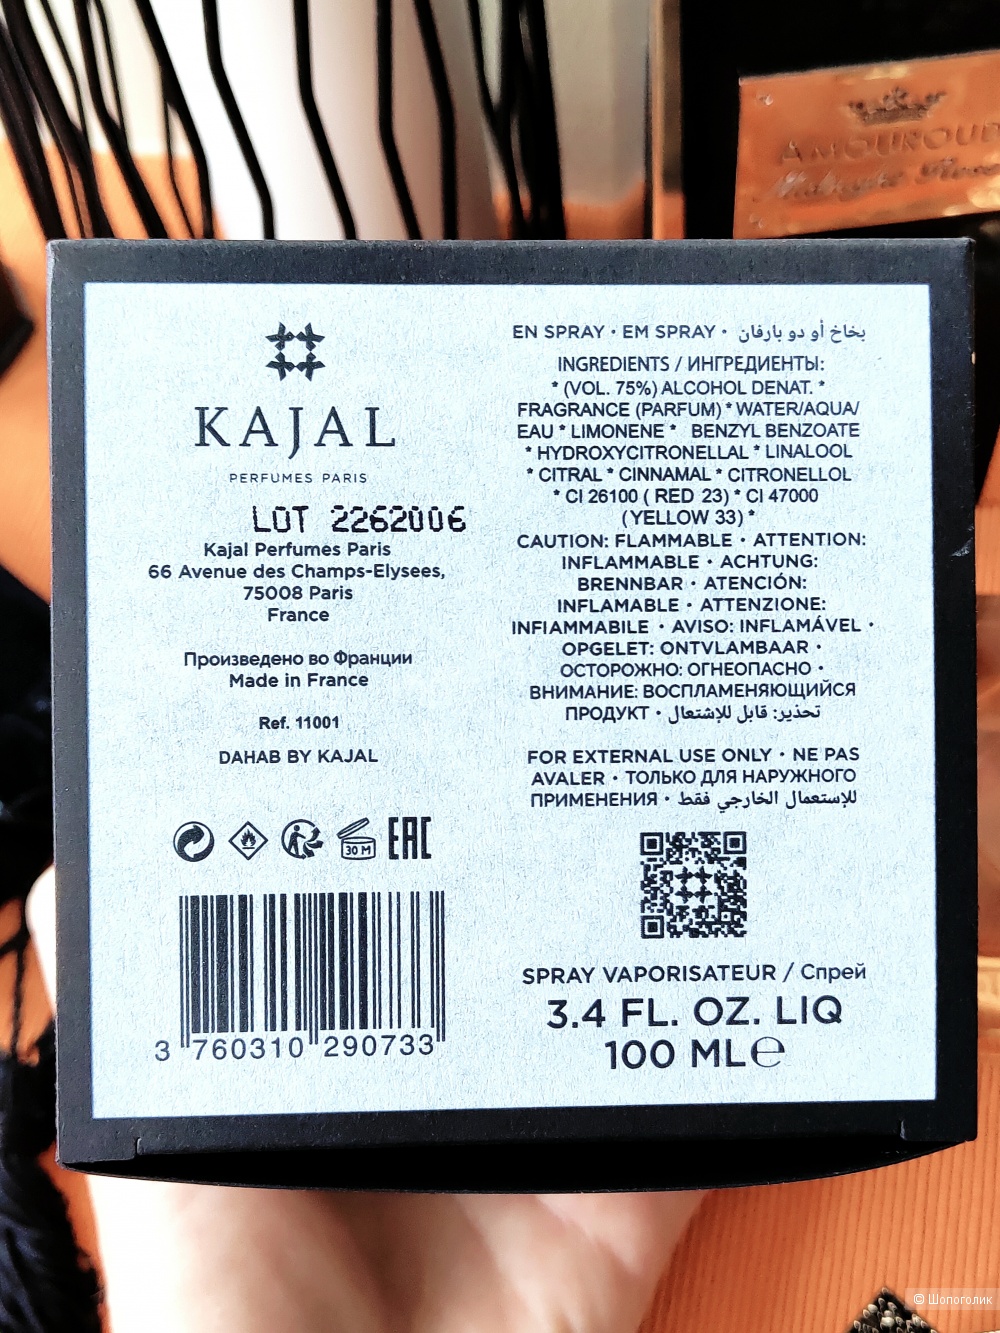 AMOUROUD
Midnight Rose
KAJAL
PERFUMES PARIS
LOT 2262006
Kajal Perfumes Paris
66 Avenue des Champs-Elysees,
75008 Paris
France
Произведено во Франции
Made in France
Ref. 11001
DAHAB BY KAJAL
30 M
EAC
3 760310 290733
EN SPRAY • EM SPRAY • بخاخ أو دو بارفان
INGREDIENTS / ИНГРЕДИЕНТЫ:
* (VOL. 75%) ALCOHOL DENAT. *
FRAGRANCE (PARFUM) * WATER/AQUA/
EAU * LIMONENE * BENZYL BENZOATE
* HYDROXYCITRONELLAL * LINALOOL
* CITRAL * CINNAMAL * CITRONELLOL
* CI 26100 ( RED 23) * CI 47000
(YELLOW 33) *
CAUTION: FLAMMABLE • ATTENTION:
INFLAMMABLE • ACHTUNG:
BRENNBAR • ATENCIÓN:
INFLAMABLE • ATTENZIONE:
INFIAMMABILE • AVISO: INFLAMÁVEL •
OPGELET: ONTVLAMBAAR •
ОСТОРОЖНО: ОГНЕОПАСНО •
ВНИМАНИЕ: ВОСПЛАМЕНЯЮЩИЙСЯ
ПРОДУКТ • تحذير: قابل للإشتعال
FOR EXTERNAL USE ONLY • NE PAS
AVALER • ТОЛЬКО ДЛЯ НАРУЖНОГО
ПРИМЕНЕНИЯ • للإستعمال الخارجي فقط
SPRAY VAPORISATEUR / Спрей
3.4 FL. OZ. LIQ
100 ML℮
© Шопоголик